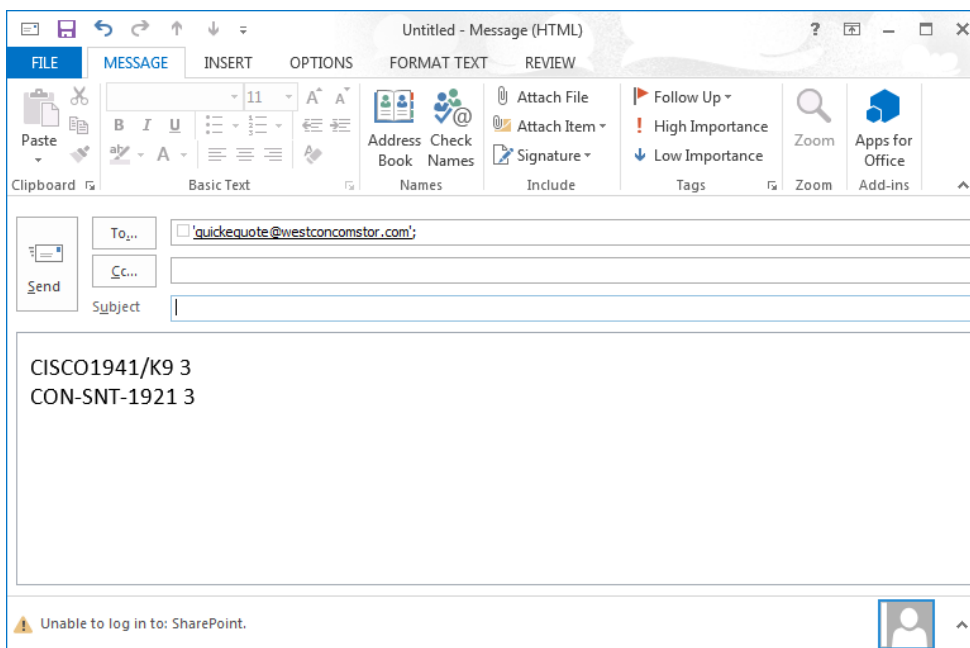 Untitled - Message (HTML)
?
FILE MESSAGE INSERT OPTIONS FORMAT TEXT REVIEW
Paste
11 A A
B I U
ab A
Address Book
Check Names
Attach File
Attach Item
Signature
Follow Up
High Importance
Low Importance
Zoom
Apps for Office
Clipboard Basic Text Names Include Tags Zoom Add-ins
Send
To...
'quickequote@westconcomstor.com';
Cc...
Subject
CISCO1941/K9 3
CON-SNT-1921 3
Unable to log in to: SharePoint.